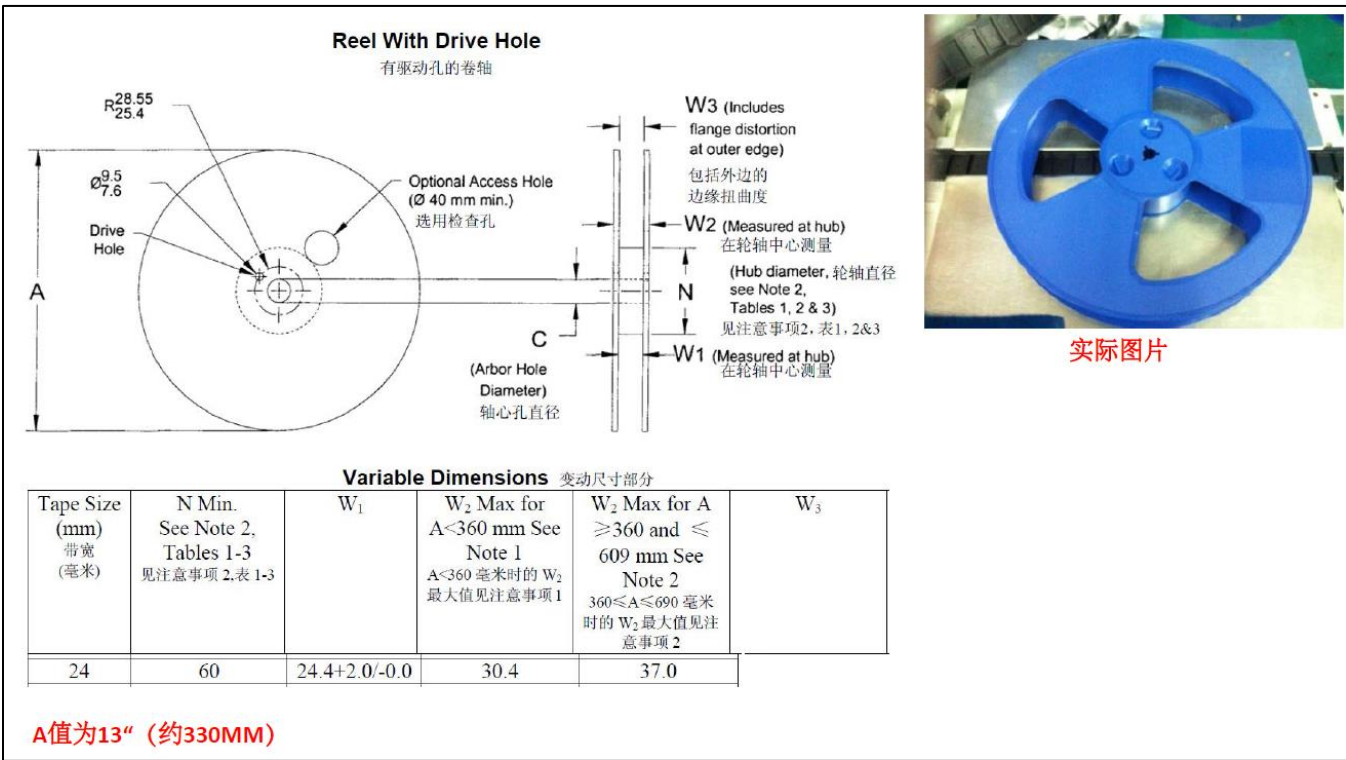 Reel With Drive Hole
有驱动孔的卷轴
R28.55
25.4
Ø9.5
7.6
Drive
Hole
A
Optional Access Hole
(Ø 40 mm min.)
选用检查孔
C
(Arbor Hole
Diameter)
轴心孔直径
W3 (Includes
flange distortion
at outer edge)
包括外边的
边缘扭曲度
W2 (Measured at hub)
在轮轴中心测量
N
(Hub diameter, 轮轴直径
see Note 2,
Tables 1, 2 & 3)
见注意事项2, 表1, 2&3
W1 (Measured at hub)
在轮轴中心测量
实际图片
Variable Dimensions 变动尺寸部分
Tape Size
(mm)
带宽
(毫米)
N Min.
See Note 2,
Tables 1-3
见注意事项 2,表 1-3
W₁
W₂ Max for
A<360 mm See
Note 1
A<360 毫米时的 W₂
最大值见注意事项1
W₂ Max for A
≥360 and ≤
609 mm See
Note 2
360≤A≤690 毫米
时的 W₂ 最大值见注
意事项 2
W₃
24 60 24.4+2.0/-0.0 30.4 37.0
A值为13“（约330MM）